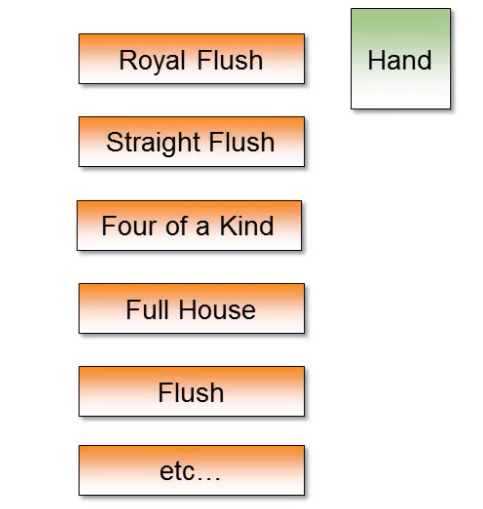 Royal Flush
Hand
Straight Flush
Four of a Kind
Full House
Flush
etc...